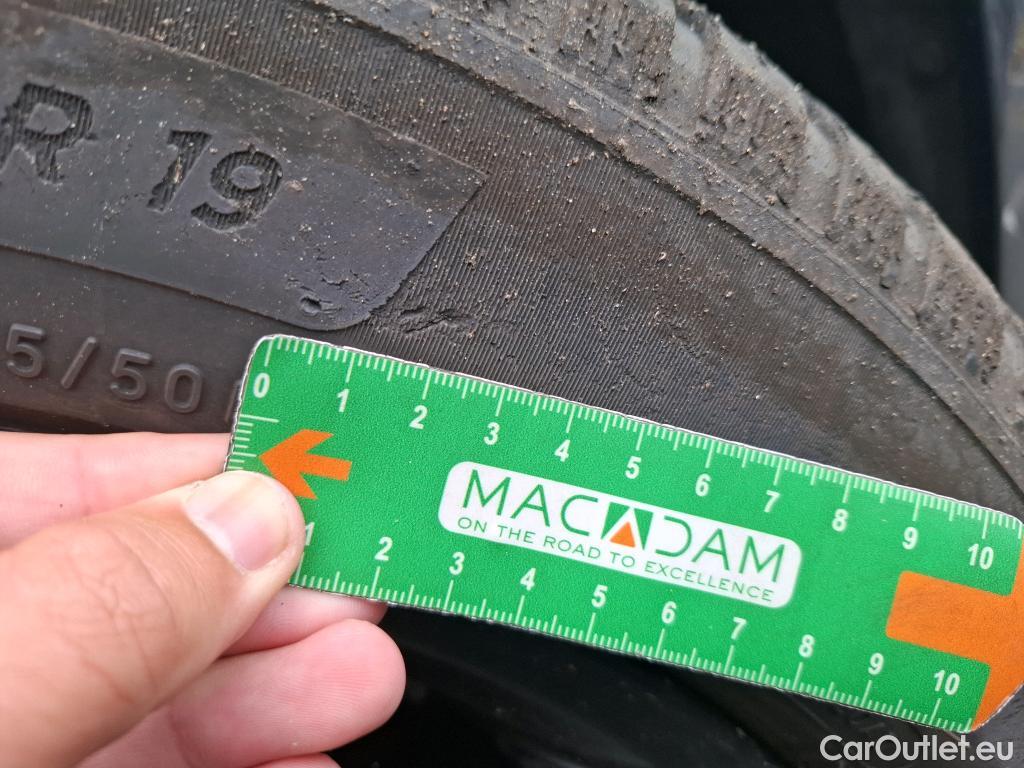 R 19
5/50
0 1 2 3 4 5 6 7 8 9 10
MACADAM
ON THE ROAD TO EXCELLENCE
1 2 3 4 5 6 7 8 9 10
CarOutlet.eu